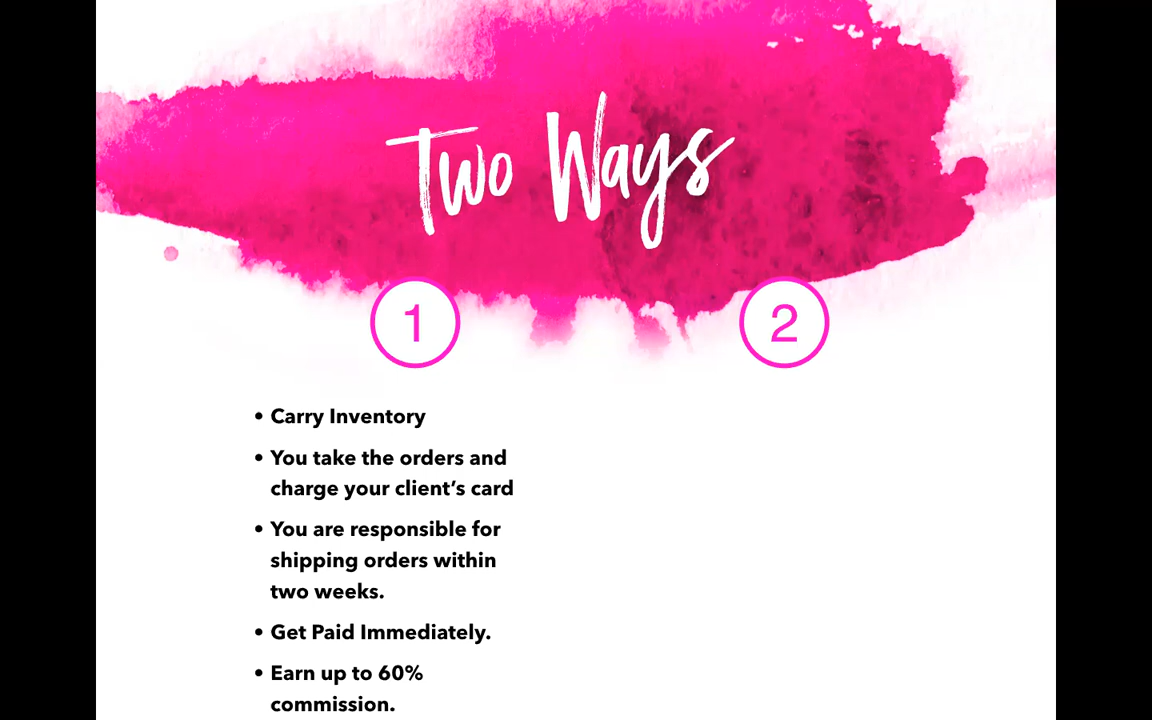 Two Ways
1
2
• Carry Inventory
• You take the orders and
charge your client’s card
• You are responsible for
shipping orders within
two weeks.
• Get Paid Immediately.
• Earn up to 60%
commission.